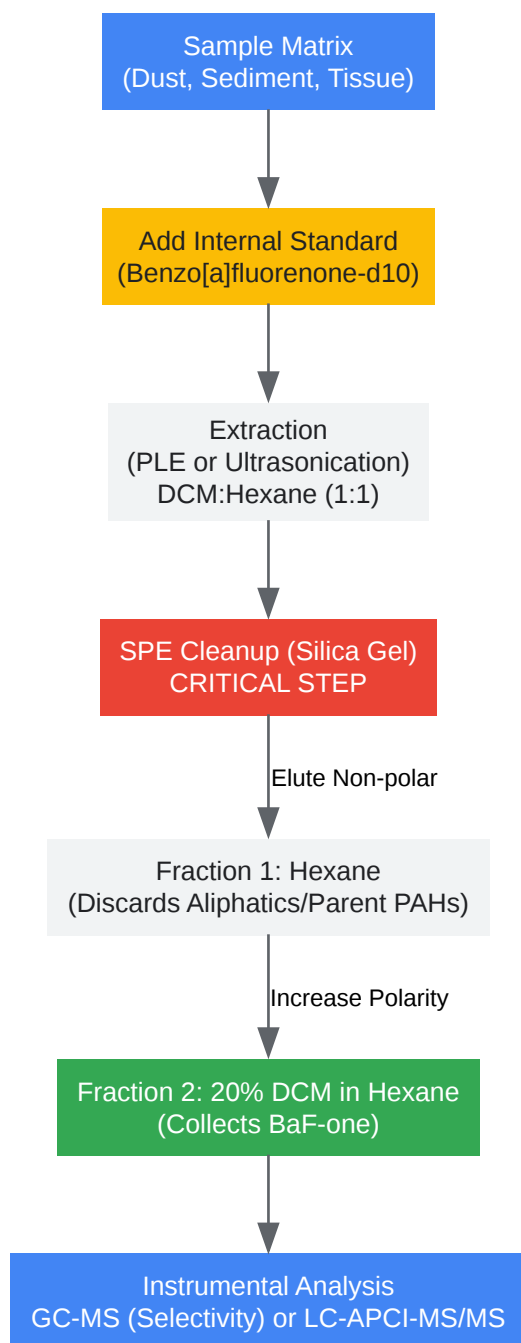 Sample Matrix
(Dust, Sediment, Tissue)
Add Internal Standard
(Benzo[a]fluorenone-d10)
Extraction
(PLE or Ultrasonication)
DCM:Hexane (1:1)
SPE Cleanup (Silica Gel)
CRITICAL STEP
Elute Non-polar
Fraction 1: Hexane
(Discards Aliphatics/Parent PAHs)
Increase Polarity
Fraction 2: 20% DCM in Hexane
(Collects BaF-one)
Instrumental Analysis
GC-MS (Selectivity) or LC-APCI-MS/MS